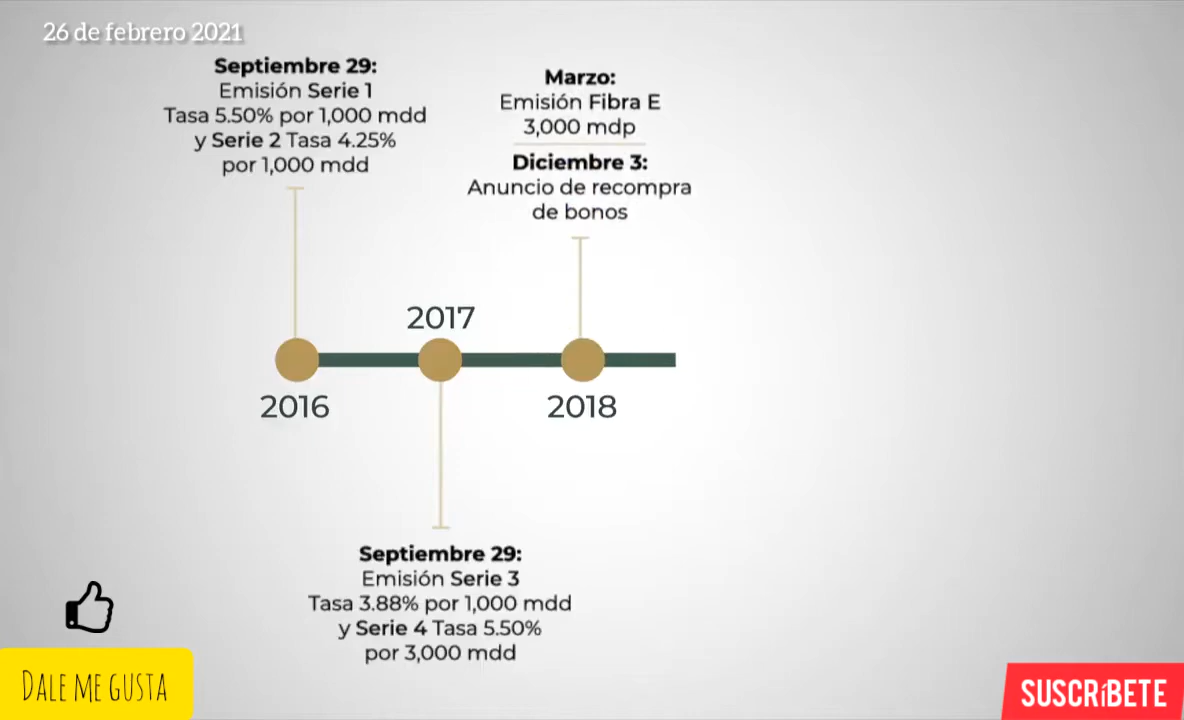 26 de febrero 2021
Septiembre 29:
Emisión Serie 1
Tasa 5.50% por 1,000 mdd
y Serie 2 Tasa 4.25%
por 1,000 mdd
Marzo:
Emisión Fibra E
3,000 mdp
Diciembre 3:
Anuncio de recompra
de bonos
2017
2016
2018
Septiembre 29:
Emisión Serie 3
Tasa 3.88% por 1,000 mdd
y Serie 4 Tasa 5.50%
por 3,000 mdd
DALE ME GUSTA
SUSCRíBETE